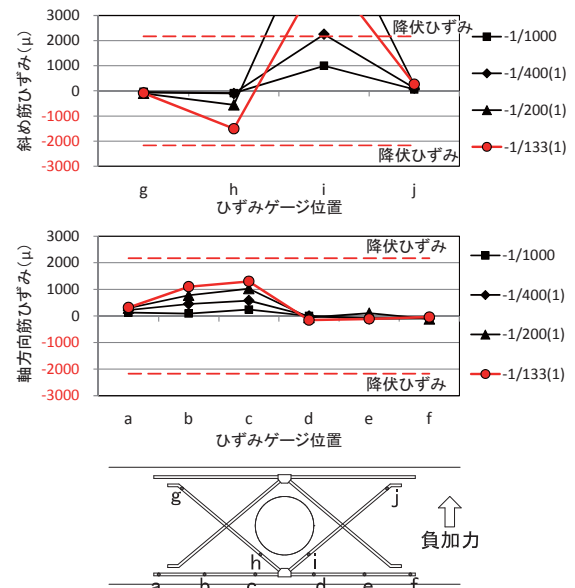 斜め筋ひずみ(μ)
3000
2000
1000
0
-1000
-2000
-3000
降伏ひずみ
降伏ひずみ
g h i j
ひずみゲージ位置
-1/1000
-1/400(1)
-1/200(1)
-1/133(1)
軸方向筋ひずみ(μ)
3000
2000
1000
0
-1000
-2000
-3000
降伏ひずみ
降伏ひずみ
a b c d e f
ひずみゲージ位置
-1/1000
-1/400(1)
-1/200(1)
-1/133(1)
g j
h i
負加力
a b c d e f